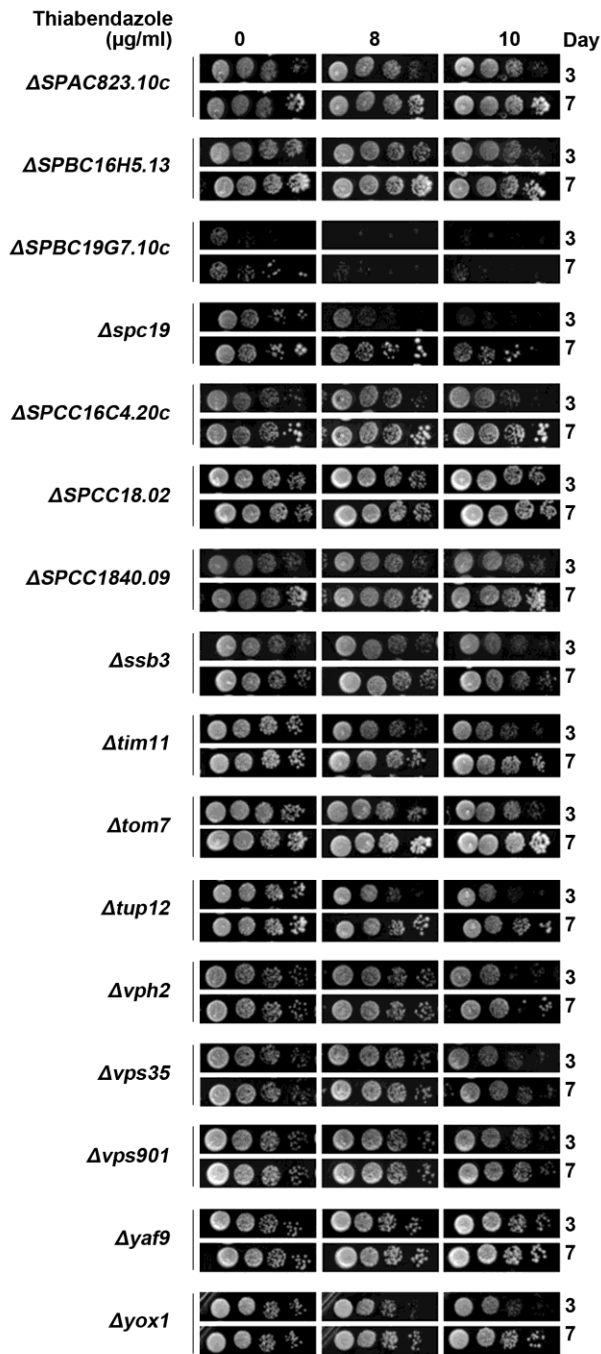 Thiabendazole
(µg/ml) 0 8 10 Day
ΔSPAC823.10c 3
7
ΔSPBC16H5.13 3
7
ΔSPBC19G7.10c 3
7
Δspc19 3
7
ΔSPCC16C4.20c 3
7
ΔSPCC18.02 3
7
ΔSPCC1840.09 3
7
Δssb3 3
7
Δtim11 3
7
Δtom7 3
7
Δtup12 3
7
Δvph2 3
7
Δvps35 3
7
Δvps901 3
7
Δyaf9 3
7
Δyox1 3
7